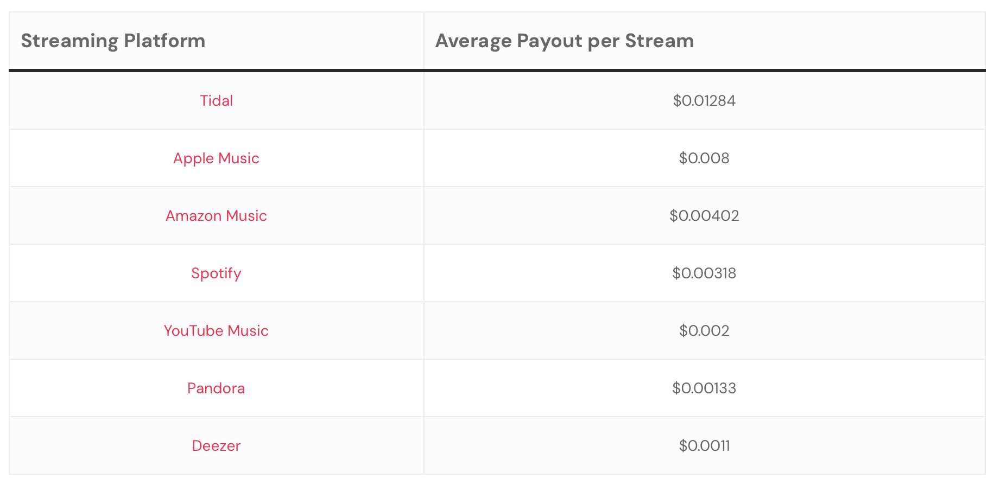 Streaming Platform Average Payout per Stream
Tidal $0.01284
Apple Music $0.008
Amazon Music $0.00402
Spotify $0.00318
YouTube Music $0.002
Pandora $0.00133
Deezer $0.0011